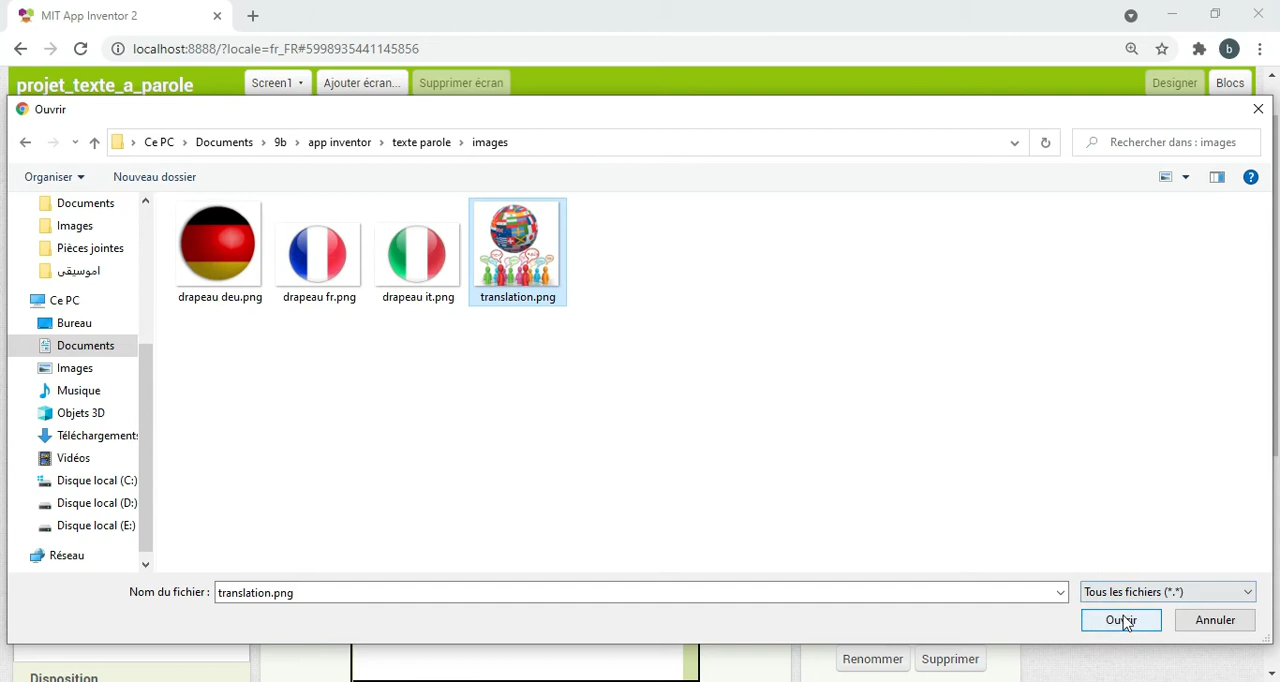 MIT App Inventor 2
localhost:8888/?locale=fr_FR#5998935441145856
b
projet_texte_a_parole
Screen1
Ajouter écran...
Supprimer écran
Designer
Blocs
Ouvrir
Ce PC > Documents > 9b > app inventor > texte parole > images
Rechercher dans : images
Organiser
Nouveau dossier
?
Documents
Images
Pièces jointes
اموسيقى
Ce PC
Bureau
Documents
Images
Musique
Objets 3D
Téléchargements
Vidéos
Disque local (C:)
Disque local (D:)
Disque local (E:)
Réseau
drapeau deu.png
drapeau fr.png
drapeau it.png
translation.png
Nom du fichier :
translation.png
Tous les fichiers (*.*)
Ouvrir
Annuler
Renommer
Supprimer
Disposition